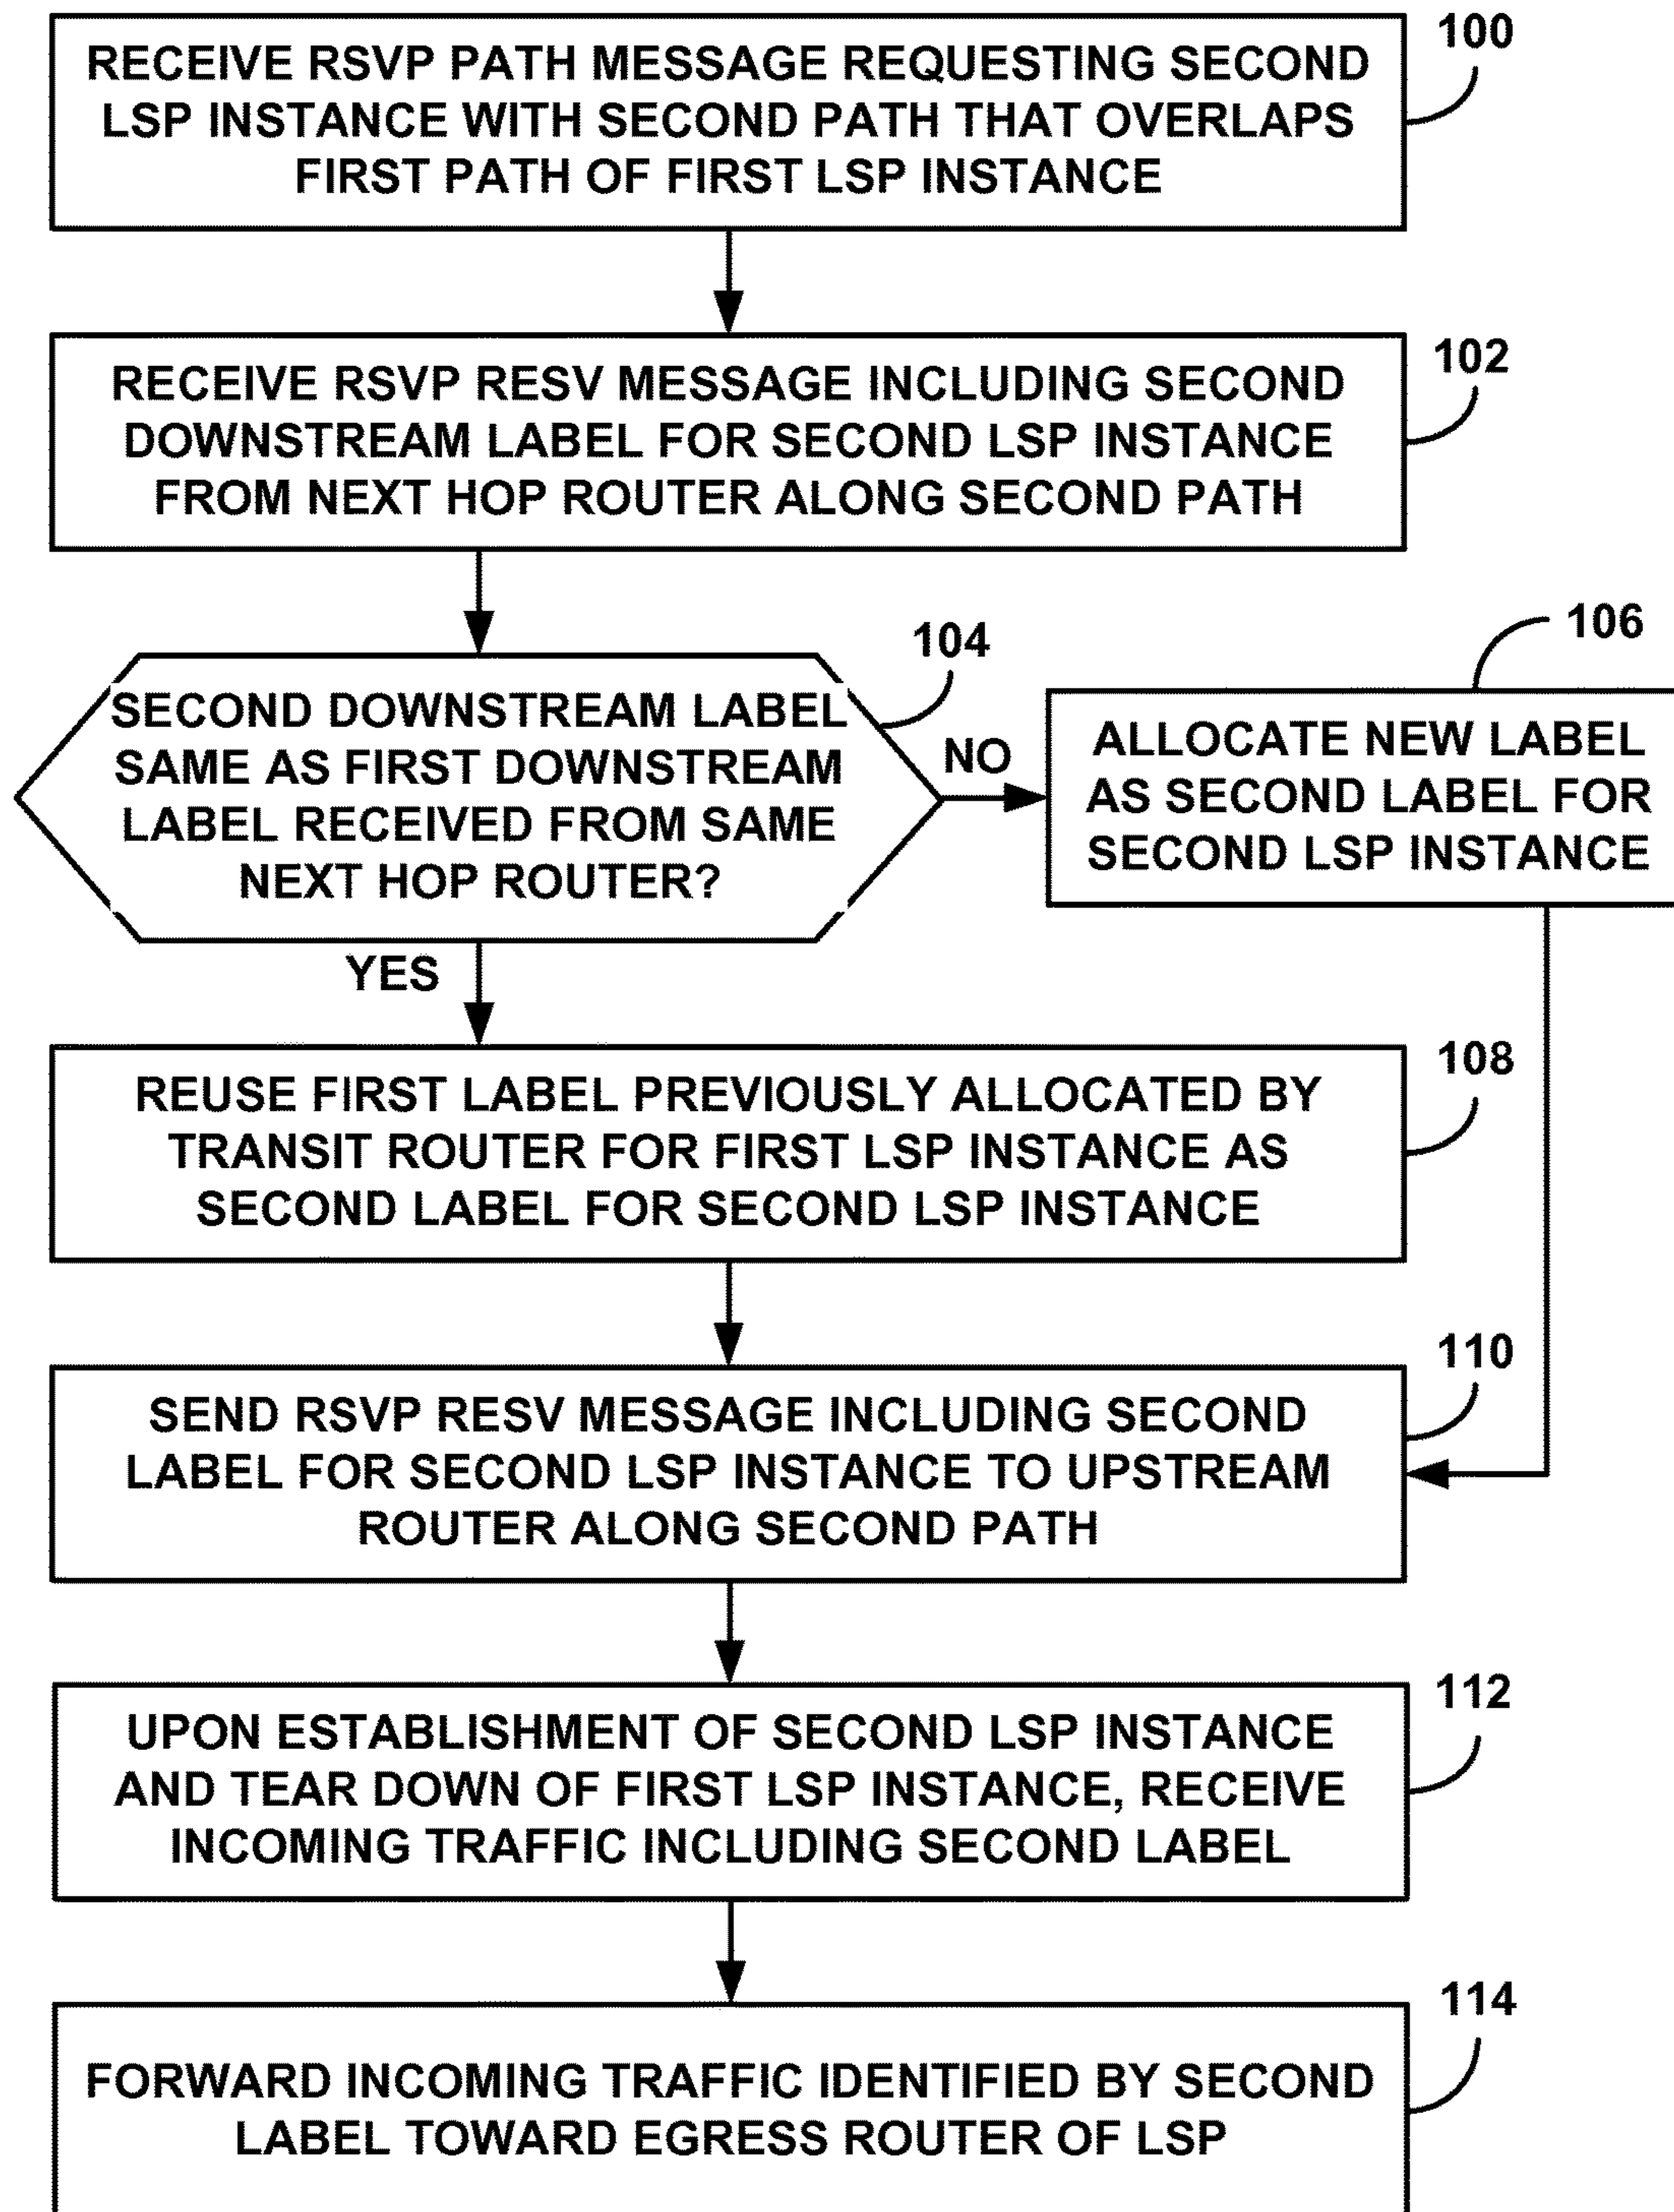 100
RECEIVE RSVP PATH MESSAGE REQUESTING SECOND
LSP INSTANCE WITH SECOND PATH THAT OVERLAPS
FIRST PATH OF FIRST LSP INSTANCE
102
RECEIVE RSVP RESV MESSAGE INCLUDING SECOND
DOWNSTREAM LABEL FOR SECOND LSP INSTANCE
FROM NEXT HOP ROUTER ALONG SECOND PATH
104
SECOND DOWNSTREAM LABEL
SAME AS FIRST DOWNSTREAM
LABEL RECEIVED FROM SAME
NEXT HOP ROUTER?
NO
106
ALLOCATE NEW LABEL
AS SECOND LABEL FOR
SECOND LSP INSTANCE
YES
108
REUSE FIRST LABEL PREVIOUSLY ALLOCATED BY
TRANSIT ROUTER FOR FIRST LSP INSTANCE AS
SECOND LABEL FOR SECOND LSP INSTANCE
110
SEND RSVP RESV MESSAGE INCLUDING SECOND
LABEL FOR SECOND LSP INSTANCE TO UPSTREAM
ROUTER ALONG SECOND PATH
112
UPON ESTABLISHMENT OF SECOND LSP INSTANCE
AND TEAR DOWN OF FIRST LSP INSTANCE, RECEIVE
INCOMING TRAFFIC INCLUDING SECOND LABEL
114
FORWARD INCOMING TRAFFIC IDENTIFIED BY SECOND
LABEL TOWARD EGRESS ROUTER OF LSP